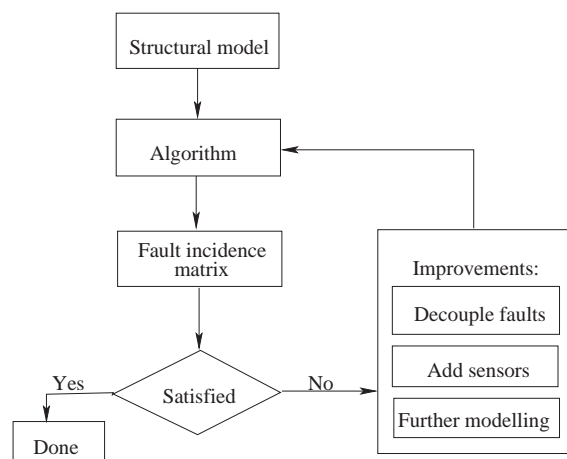 Structural model
Algorithm
Fault incidence
matrix
Improvements:
Decouple faults
Add sensors
Further modelling
Satisfied
Yes
No
Done